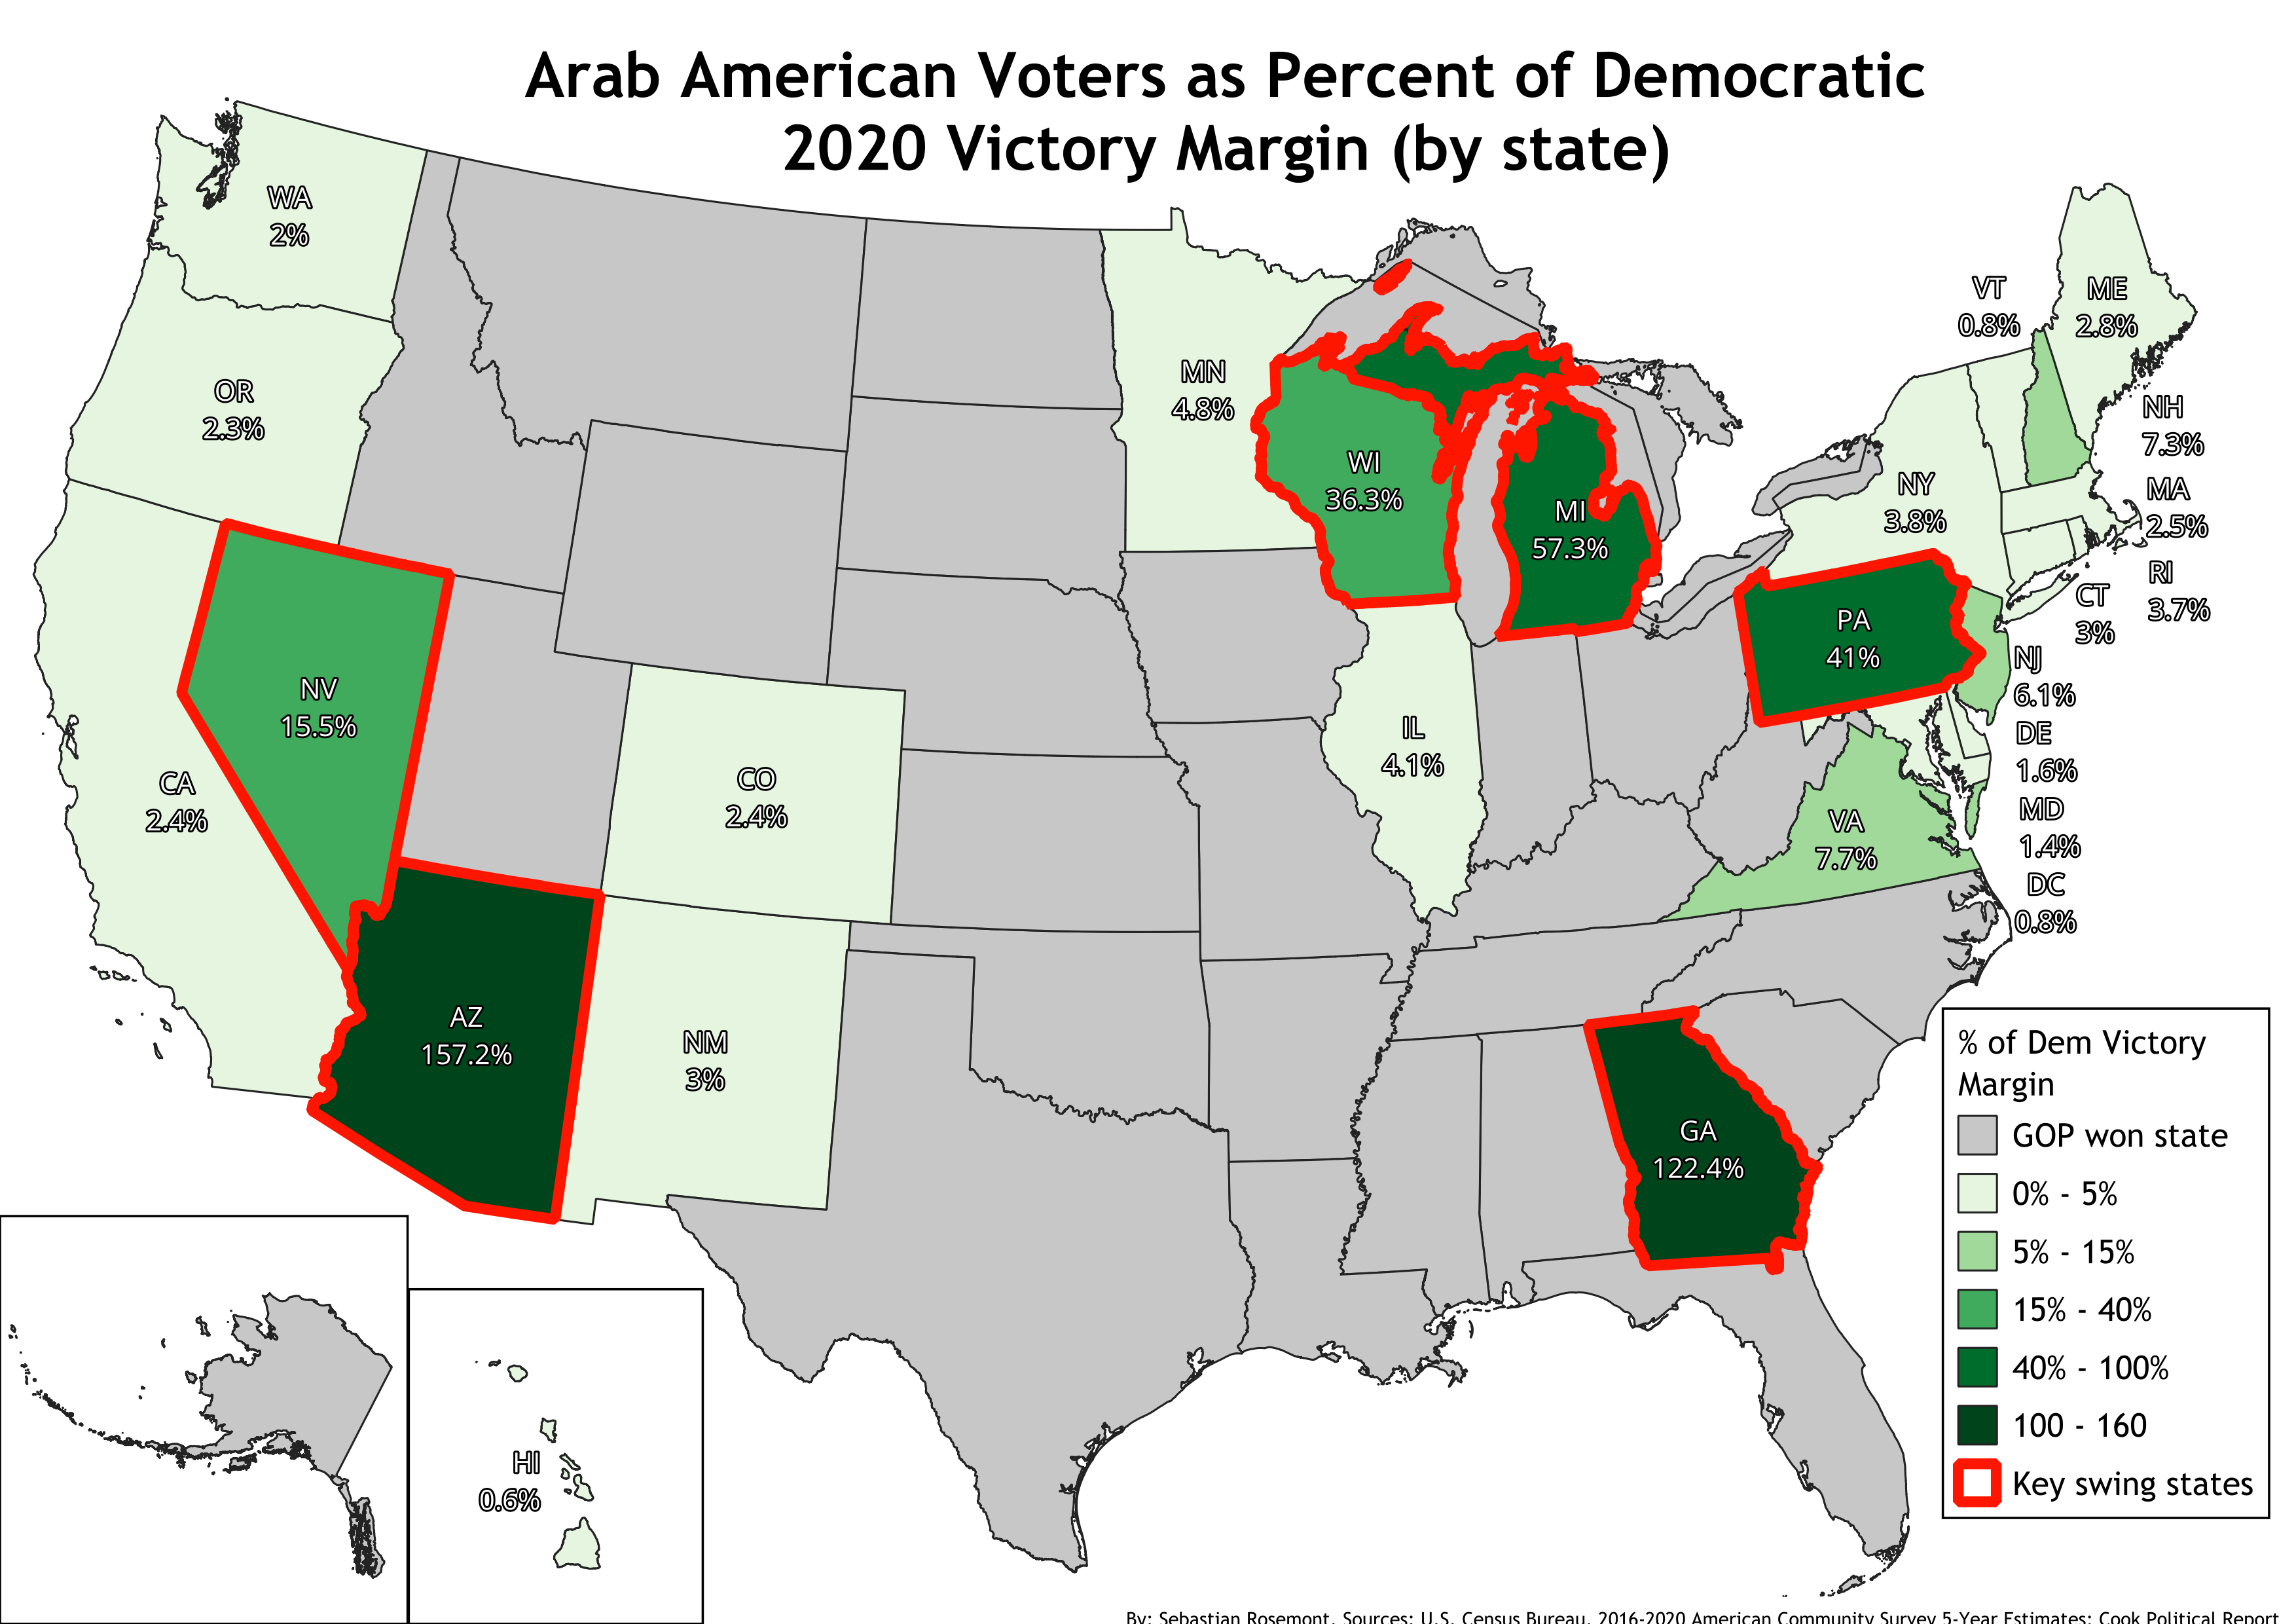 Arab American Voters as Percent of Democratic
2020 Victory Margin (by state)
WA
2%
OR
2.3%
CA
2.4%
NV
15.5%
AZ
157.2%
CO
2.4%
NM
3%
MN
4.8%
WI
36.3%
MI
57.3%
IL
4.1%
GA
122.4%
PA
41%
NY
3.8%
VT
0.8%
ME
2.8%
NH
7.3%
MA
2.5%
RI
3.7%
CT
3%
NJ
6.1%
DE
1.6%
MD
1.4%
DC
0.8%
VA
7.7%
HI
0.6%
% of Dem Victory
Margin
GOP won state
0% - 5%
5% - 15%
15% - 40%
40% - 100%
100 - 160
Key swing states
By: Sebastian Rosemont. Sources: U.S. Census Bureau, 2016-2020 American Community Survey 5-Year Estimates; Cook Political Report